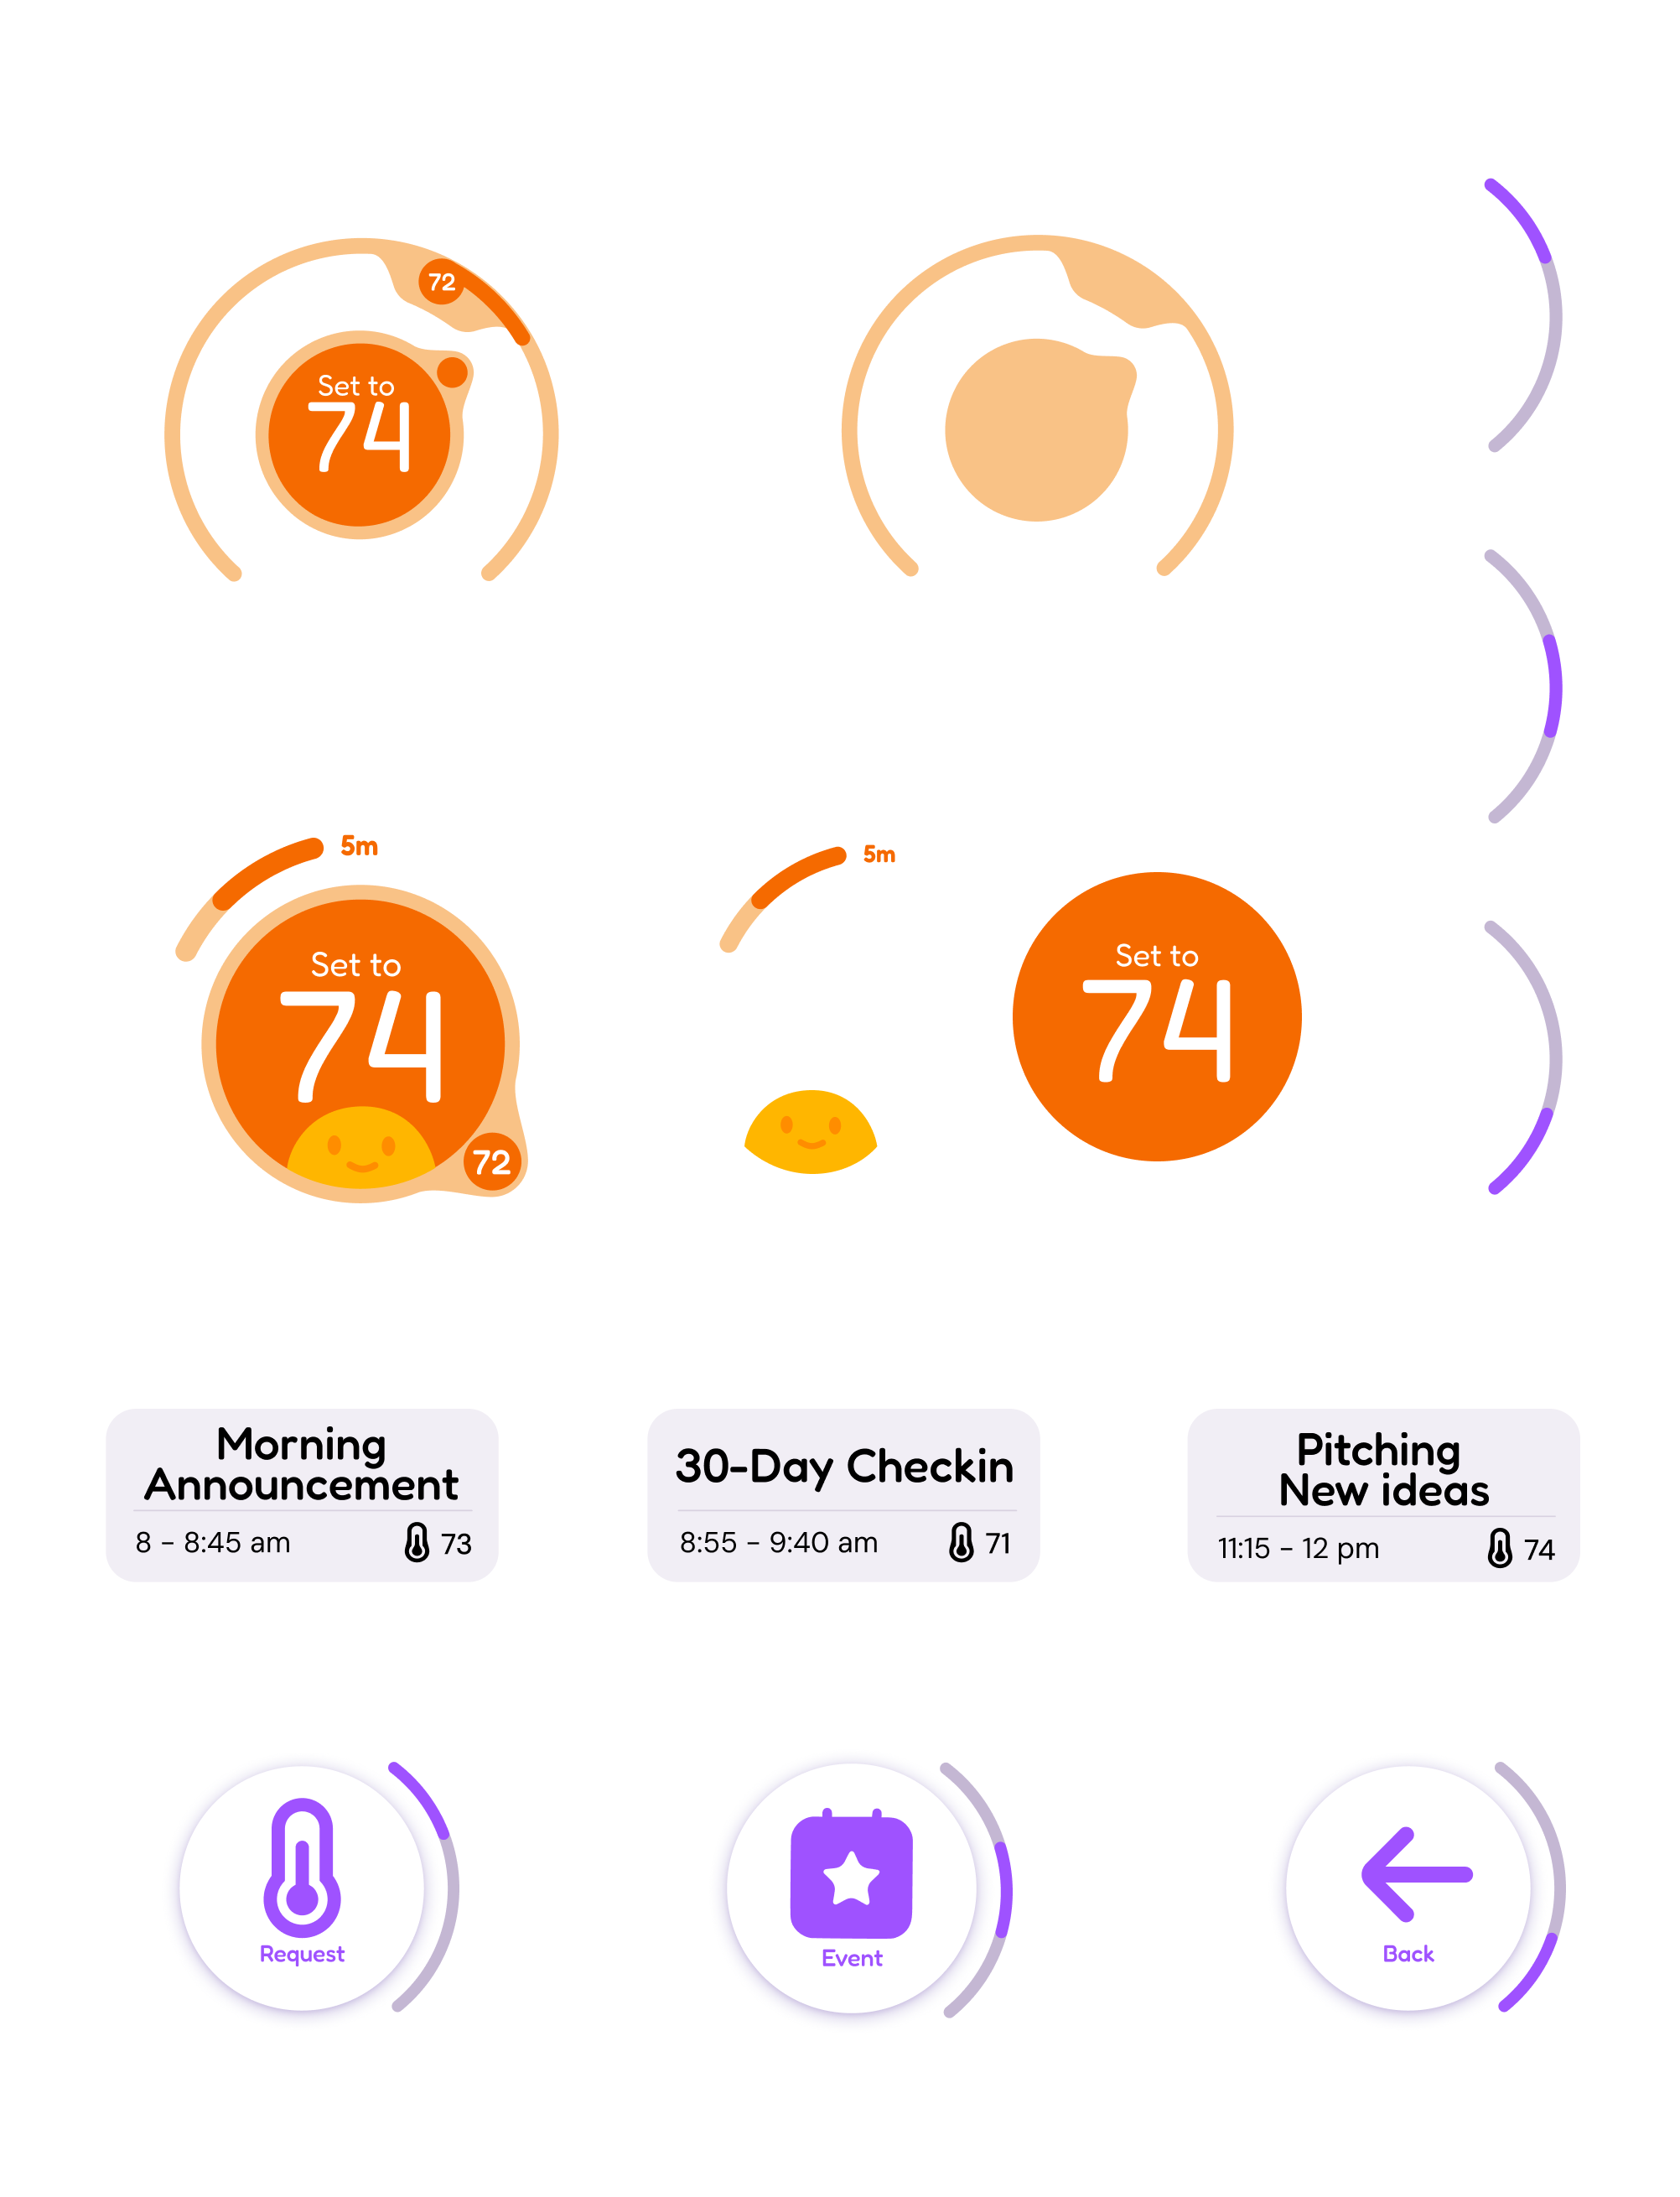 72
Set to
74
5m
Set to
74
72
5m
Set to
74
Morning
Announcement
8 – 8:45 am
73
30-Day Checkin
8:55 – 9:40 am
71
Pitching
New ideas
11:15 – 12 pm
74
Request
Event
Back